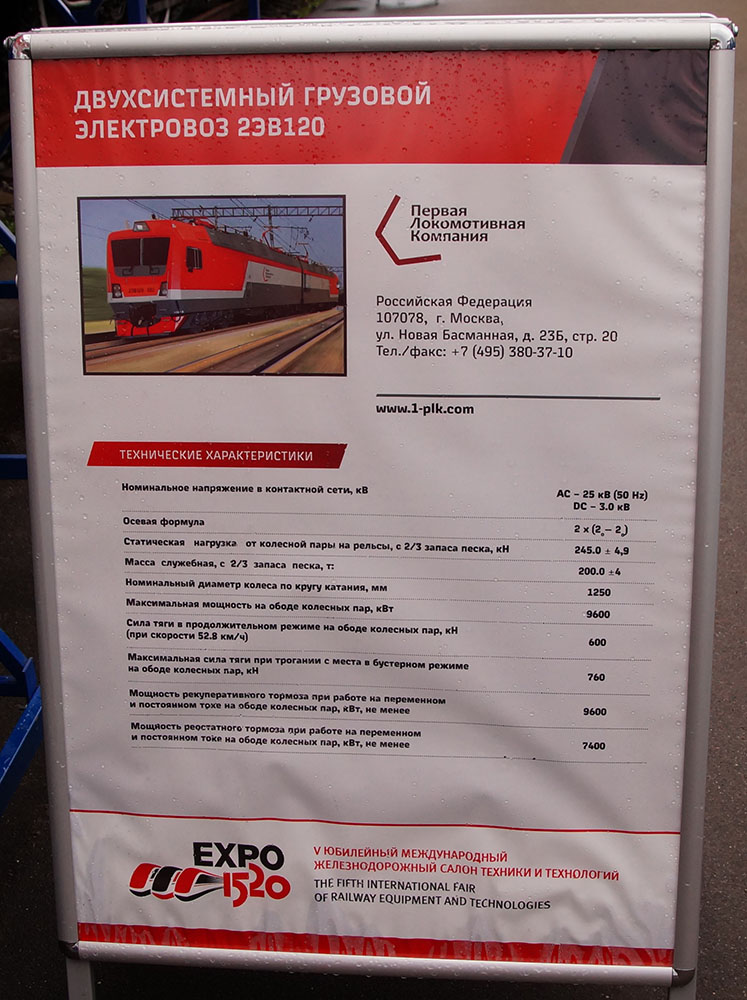 ДВУХСИСТЕМНЫЙ ГРУЗОВОЙ
ЭЛЕКТРОВОЗ 2ЭВ120
Первая
Локомотивная
Компания
Российская Федерация
107078, г. Москва,
ул. Новая Басманная, д. 23Б, стр. 20
Тел./факс: +7 (495) 380-37-10
www.1-plk.com
ТЕХНИЧЕСКИЕ ХАРАКТЕРИСТИКИ
Номинальное напряжение в контактной сети, кВ
AC – 25 кВ (50 Hz)
DC – 3.0 кВ
Осевая формула
2 x (2₀– 2₀)
Статическая нагрузка от колесной пары на рельсы, с 2/3 запаса песка, кН
245.0 ± 4,9
Масса служебная, с 2/3 запаса песка, т:
200.0 ±4
Номинальный диаметр колеса по кругу катания, мм
1250
Максимальная мощность на ободе колесных пар, кВт
9600
Сила тяги в продолжительном режиме на ободе колесных пар, кН
(при скорости 52.8 км/ч)
600
Максимальная сила тяги при трогании с места в бустерном режиме
на ободе колесных пар, кН
760
Мощность рекуперативного тормоза при работе на переменном
и постоянном токе на ободе колесных пар, кВт, не менее
9600
Мощность реостатного тормоза при работе на переменном
и постоянном токе на ободе колесных пар, кВт, не менее
7400
EXPO
1520
V ЮБИЛЕЙНЫЙ МЕЖДУНАРОДНЫЙ
ЖЕЛЕЗНОДОРОЖНЫЙ САЛОН ТЕХНИКИ И ТЕХНОЛОГИЙ
THE FIFTH INTERNATIONAL FAIR
OF RAILWAY EQUIPMENT AND TECHNOLOGIES